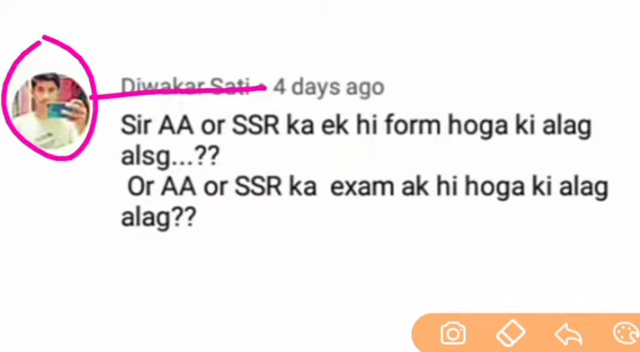 Diwakar Sati • 4 days ago
Sir AA or SSR ka ek hi form hoga ki alag
alsg...??
Or AA or SSR ka exam ak hi hoga ki alag
alag??